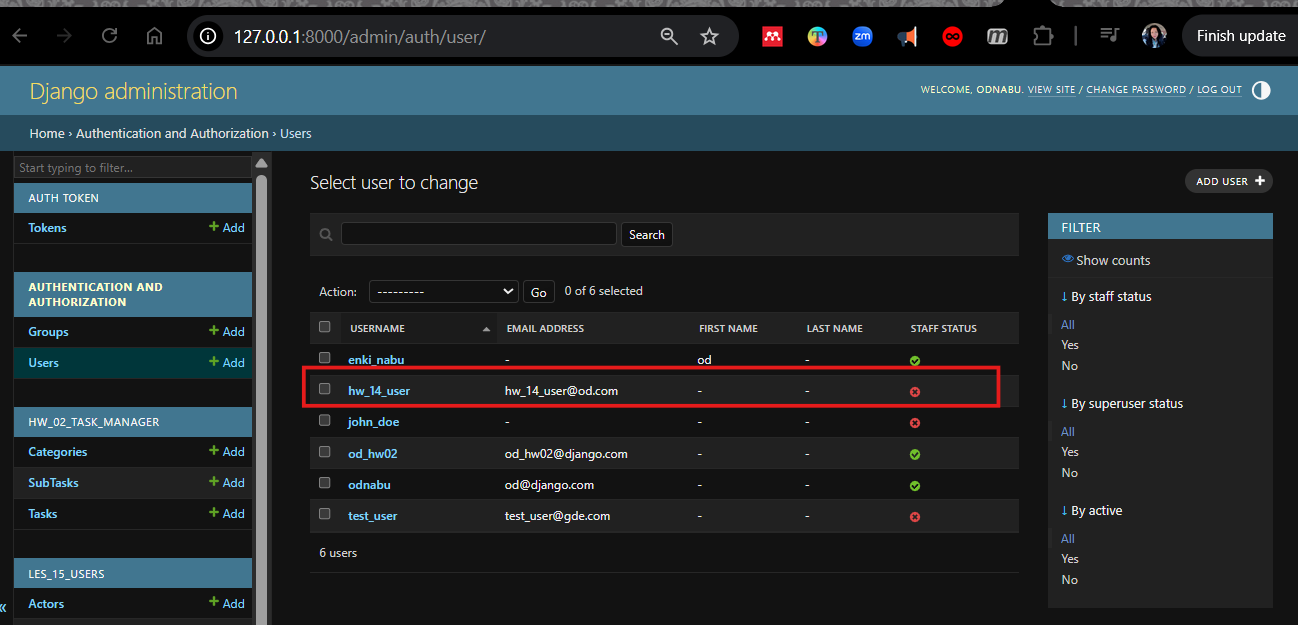 127.0.0.1:8000/admin/auth/user/
zm
Finish update
Django administration
WELCOME, ODNABU. VIEW SITE / CHANGE PASSWORD / LOG OUT
Home › Authentication and Authorization › Users
Start typing to filter...
AUTH TOKEN
Tokens + Add
AUTHENTICATION AND
AUTHORIZATION
Groups + Add
Users + Add
HW_02_TASK_MANAGER
Categories + Add
SubTasks + Add
Tasks + Add
LES_15_USERS
Actors + Add
«
Select user to change
ADD USER +
Search
Action: --------- Go 0 of 6 selected
USERNAME EMAIL ADDRESS FIRST NAME LAST NAME STAFF STATUS
enki_nabu - od -
hw_14_user hw_14_user@od.com - -
john_doe - - -
od_hw02 od_hw02@django.com - -
odnabu od@django.com - -
test_user test_user@gde.com - -
6 users
FILTER
Show counts
↓ By staff status
All
Yes
No
↓ By superuser status
All
Yes
No
↓ By active
All
Yes
No